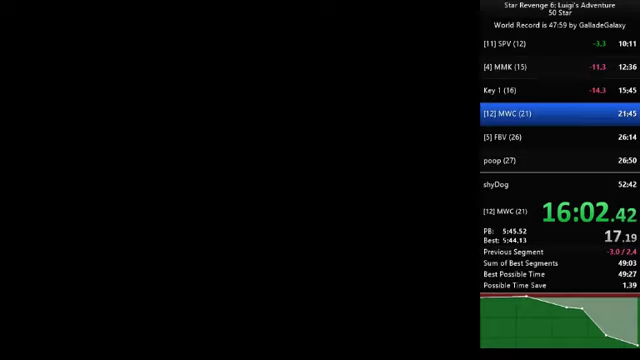 Star Revenge 6: Luigi's Adventure
50 Star
World Record is 47:59 by GalladeGalaxy
[11] SPV (12) -3.3 10:11
[4] MMK (15) -11.3 12:36
Key 1 (16) -14.3 15:45
[12] MWC (21) 21:45
[5] FBV (26) 26:14
poop (27) 26:50
shyDog 52:42
[12] MWC (21) 16:02.42
PB: 5:45.52
Best: 5:44.13 17.19
Previous Segment -3.0 / 2.4
Sum of Best Segments 49:03
Best Possible Time 49:27
Possible Time Save 1.39